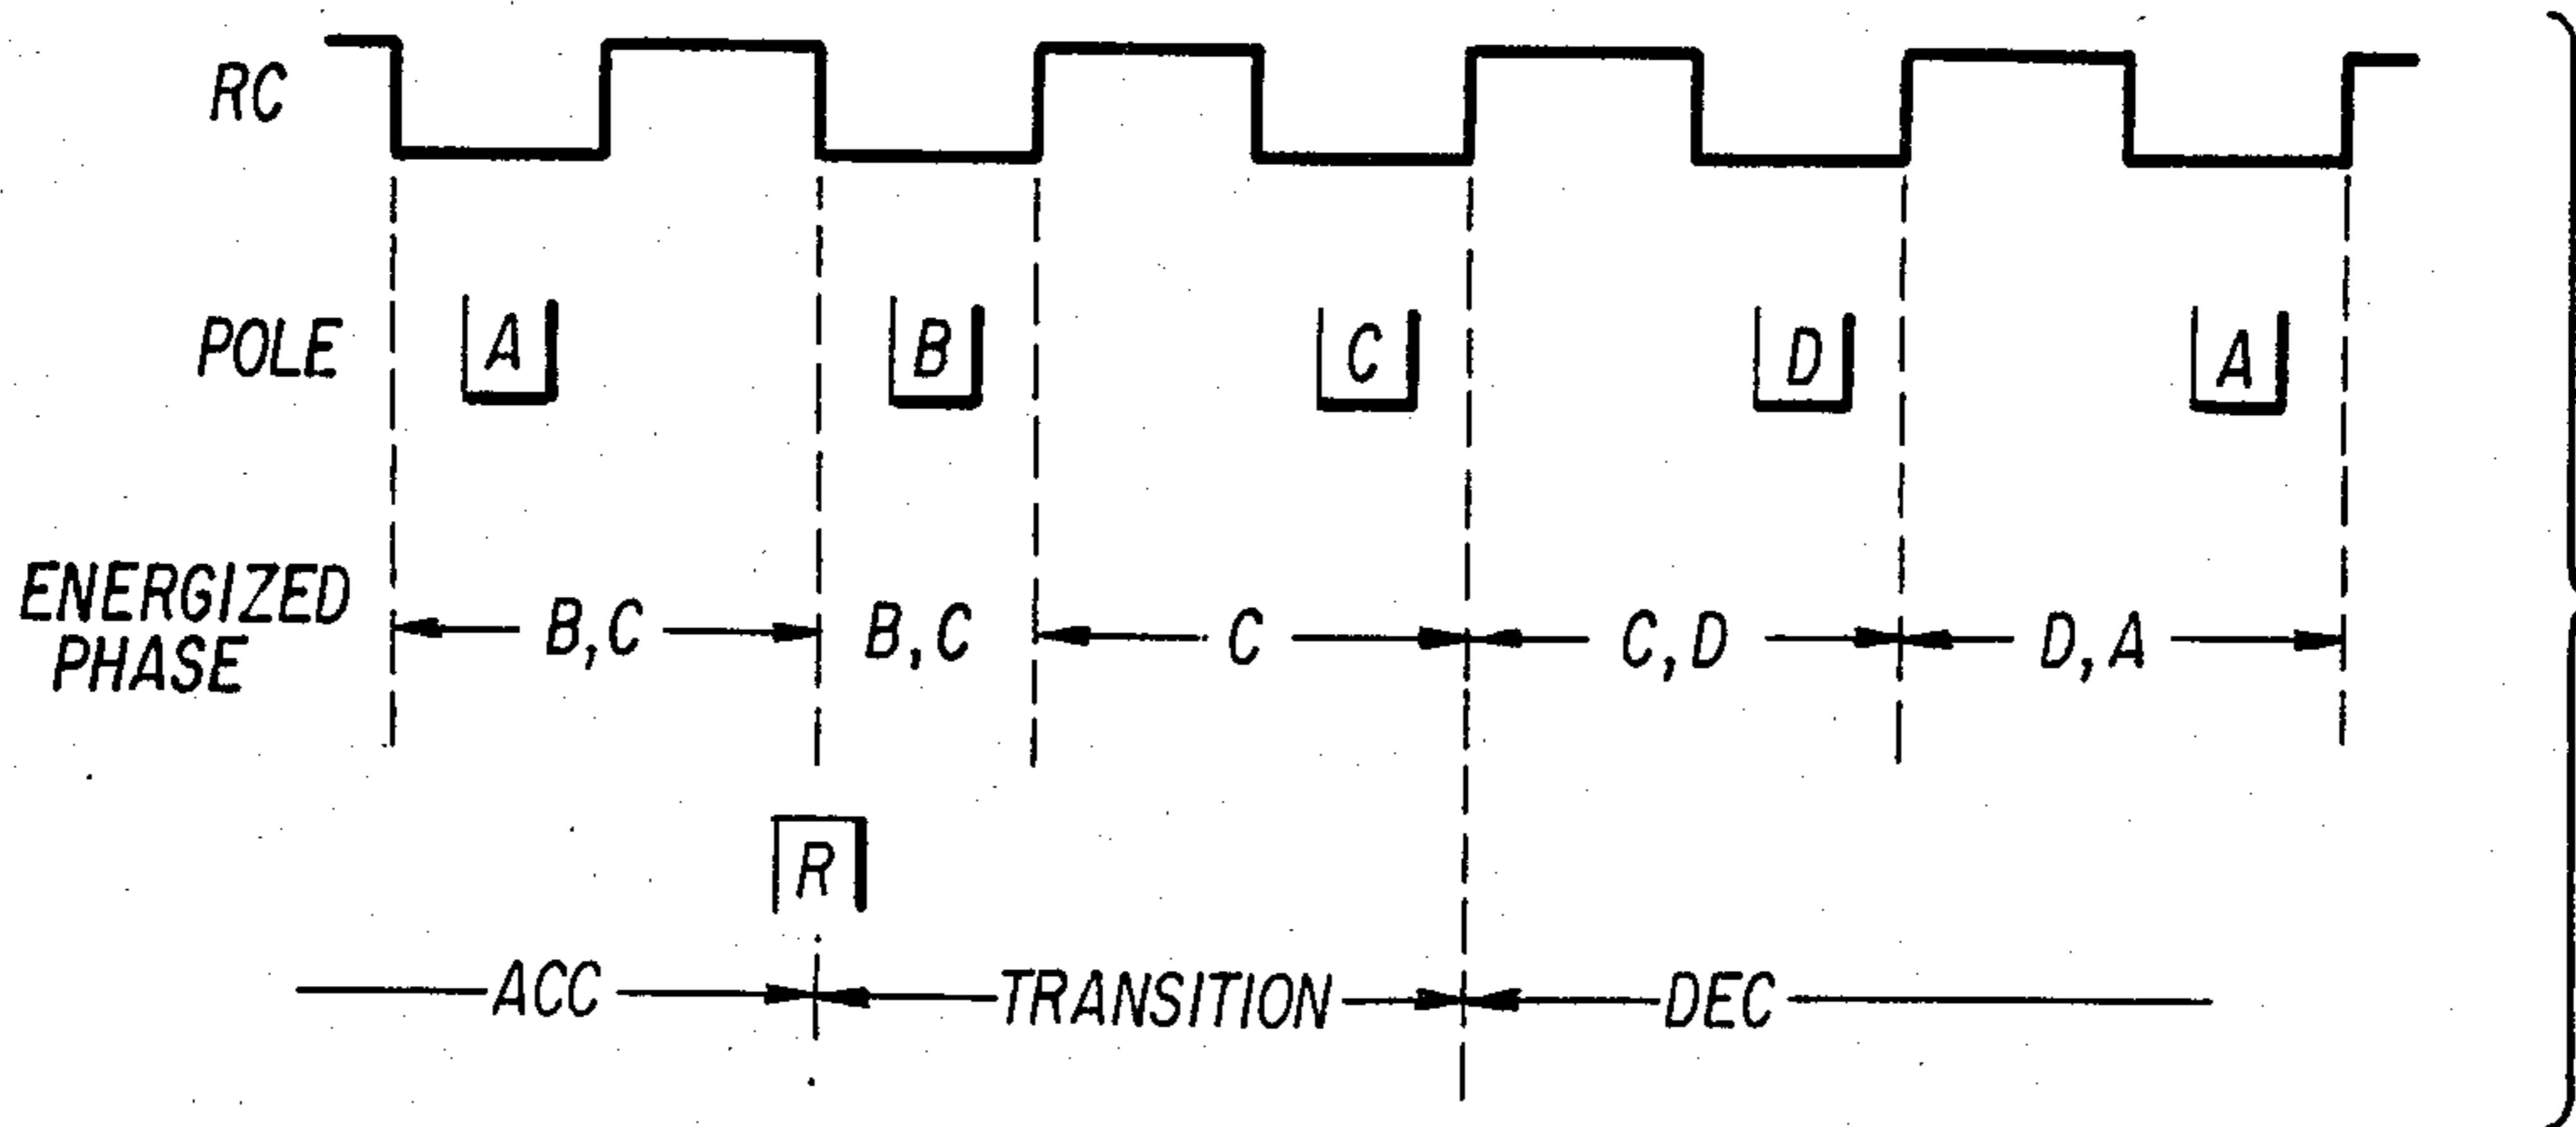 RC
POLE A B C D A
ENERGIZED PHASE
B,C B,C C C,D D,A
R
ACC TRANSITION DEC